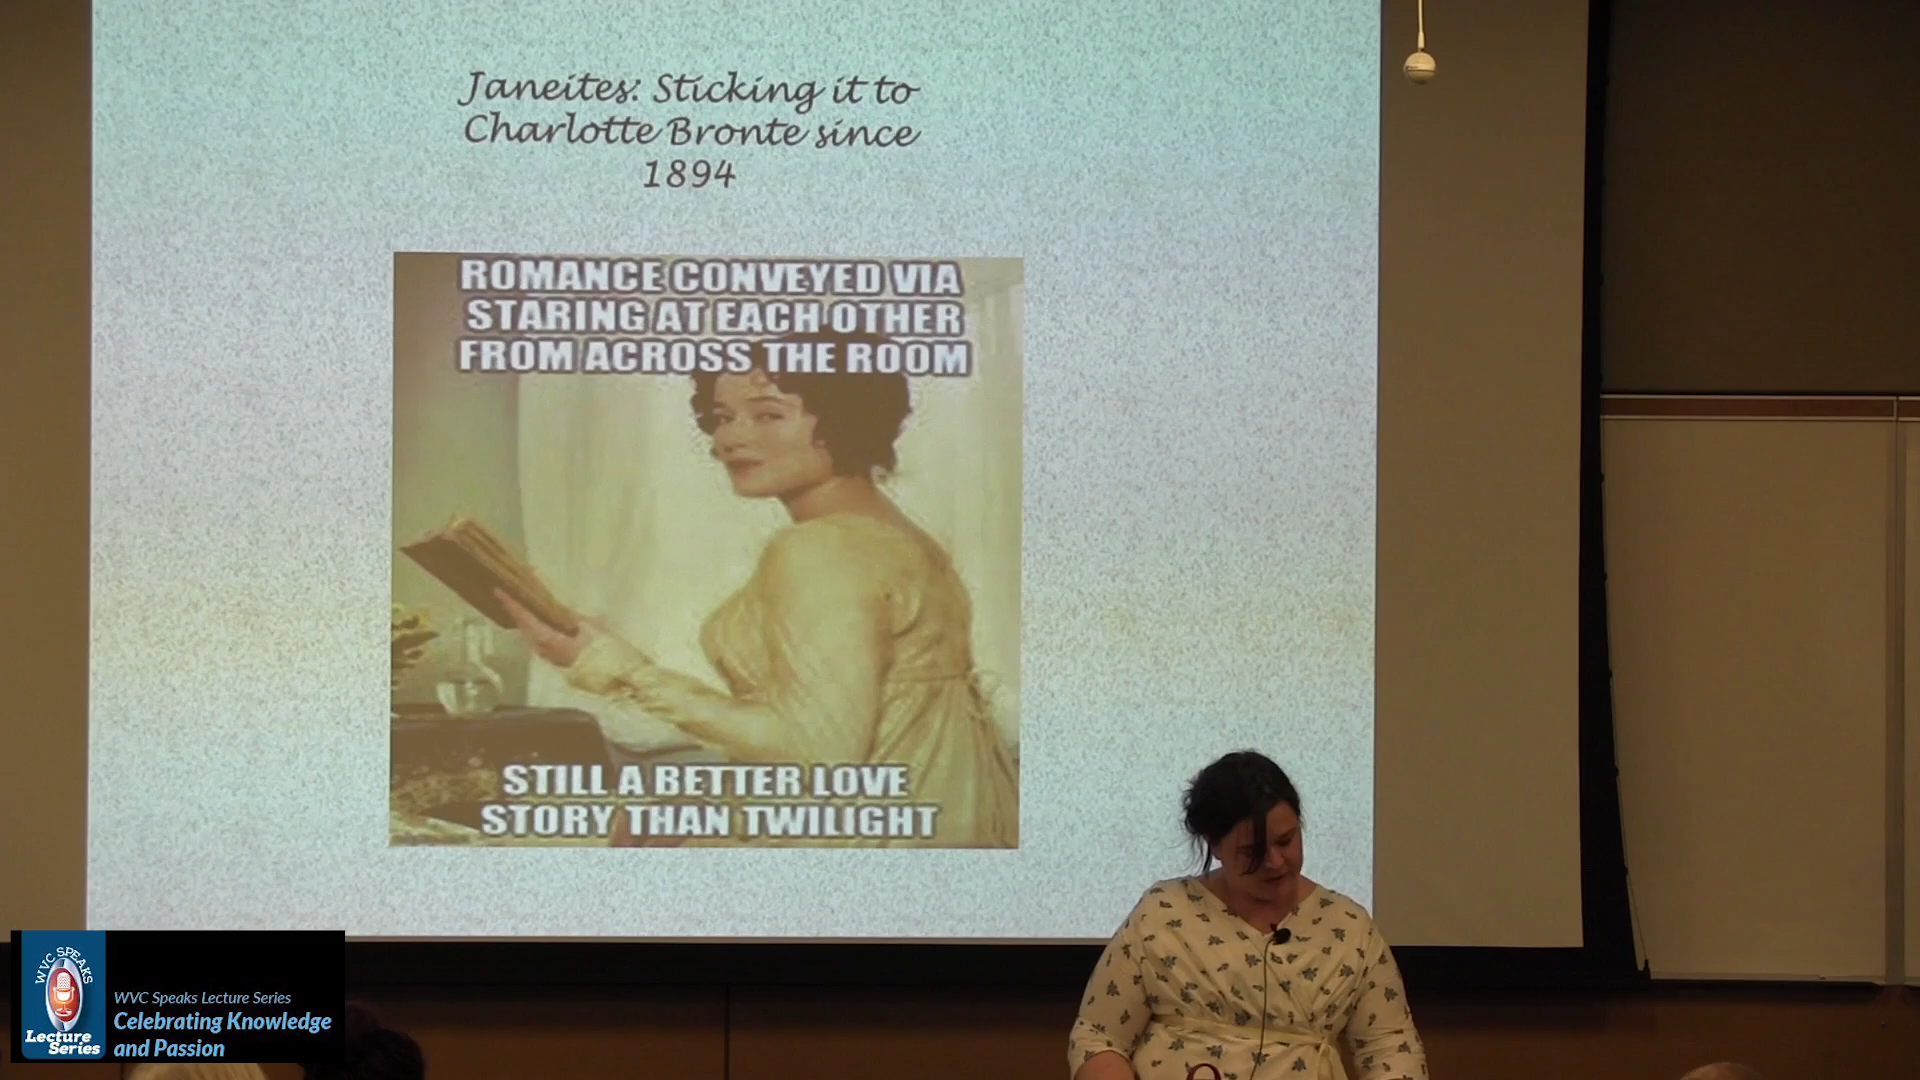 Janeites: Sticking it to
Charlotte Bronte since
1894
ROMANCE CONVEYED VIA
STARING AT EACH OTHER
FROM ACROSS THE ROOM
STILL A BETTER LOVE
STORY THAN TWILIGHT
WVC SPEAKS
Lecture
Series
WVC Speaks Lecture Series
Celebrating Knowledge
and Passion